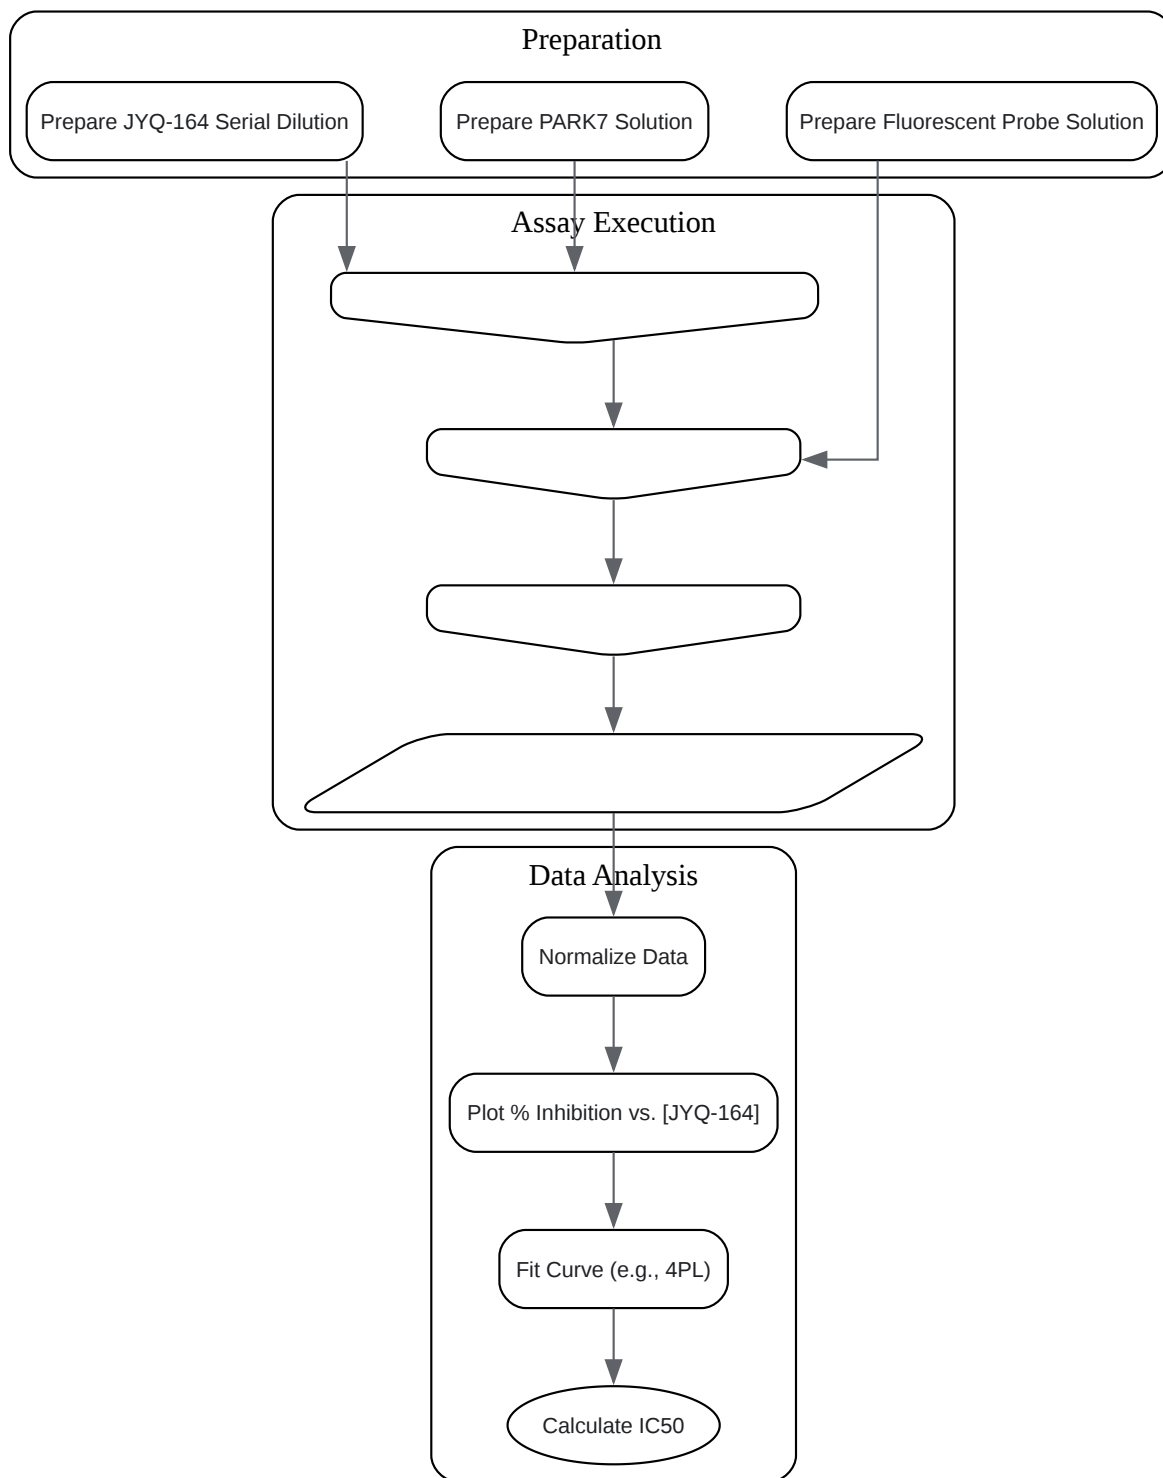 Preparation
Prepare JYQ-164 Serial Dilution
Prepare PARK7 Solution
Prepare Fluorescent Probe Solution
Assay Execution
Data Analysis
Normalize Data
Plot % Inhibition vs. [JYQ-164]
Fit Curve (e.g., 4PL)
Calculate IC50